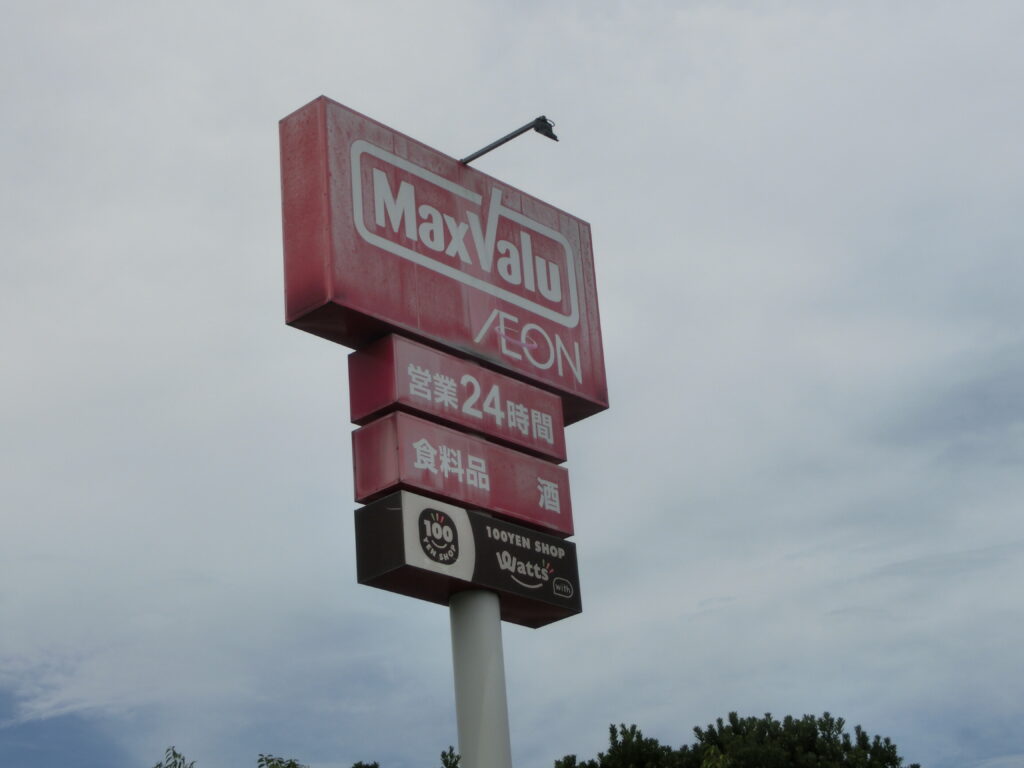 MaxValu
ÆON
営業24時間
食料品 酒
100
YEN SHOP
100YEN SHOP
Watts
with